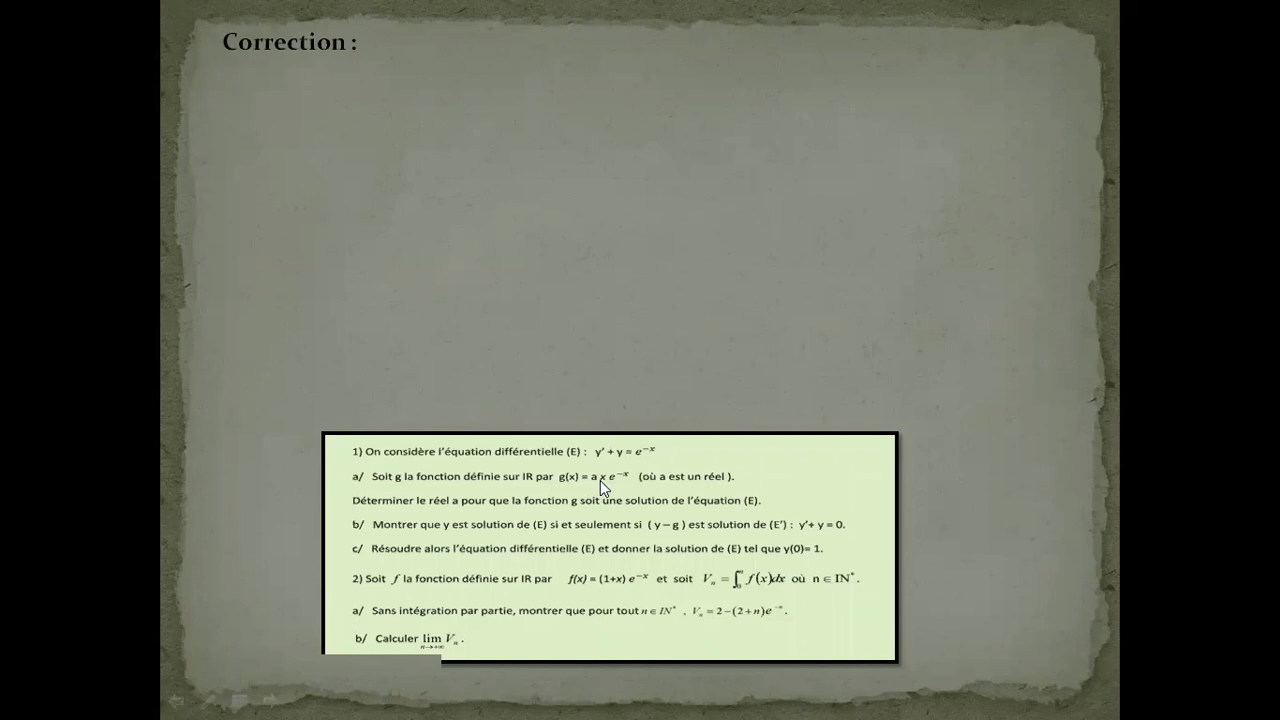 Correction :
1) On considère l'équation différentielle (E) : y' + y = e⁻ˣ
a/ Soit g la fonction définie sur IR par g(x) = a x e⁻ˣ (où a est un réel ).
Déterminer le réel a pour que la fonction g soit une solution de l'équation (E).
b/ Montrer que y est solution de (E) si et seulement si ( y – g ) est solution de (E') : y'+ y = 0.
c/ Résoudre alors l'équation différentielle (E) et donner la solution de (E) tel que y(0)= 1.
2) Soit f la fonction définie sur IR par f(x) = (1+x) e⁻ˣ et soit Vₙ = ∫₀ⁿ f(x)dx où n ∈ IN* .
a/ Sans intégration par partie, montrer que pour tout n ∈ IN* , Vₙ = 2 – (2 + n)e⁻ⁿ .
b/ Calculer lim Vₙ .
n→+∞